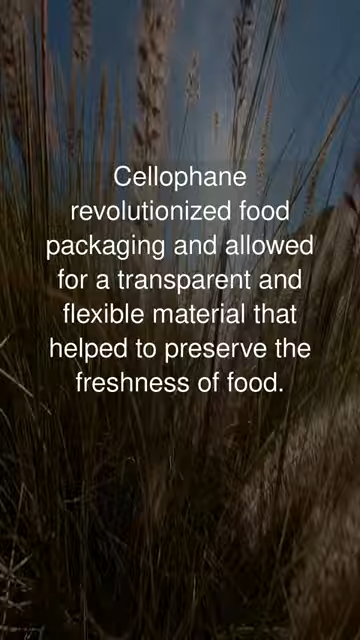 Cellophane
revolutionized food
packaging and allowed
for a transparent and
flexible material that
helped to preserve the
freshness of food.